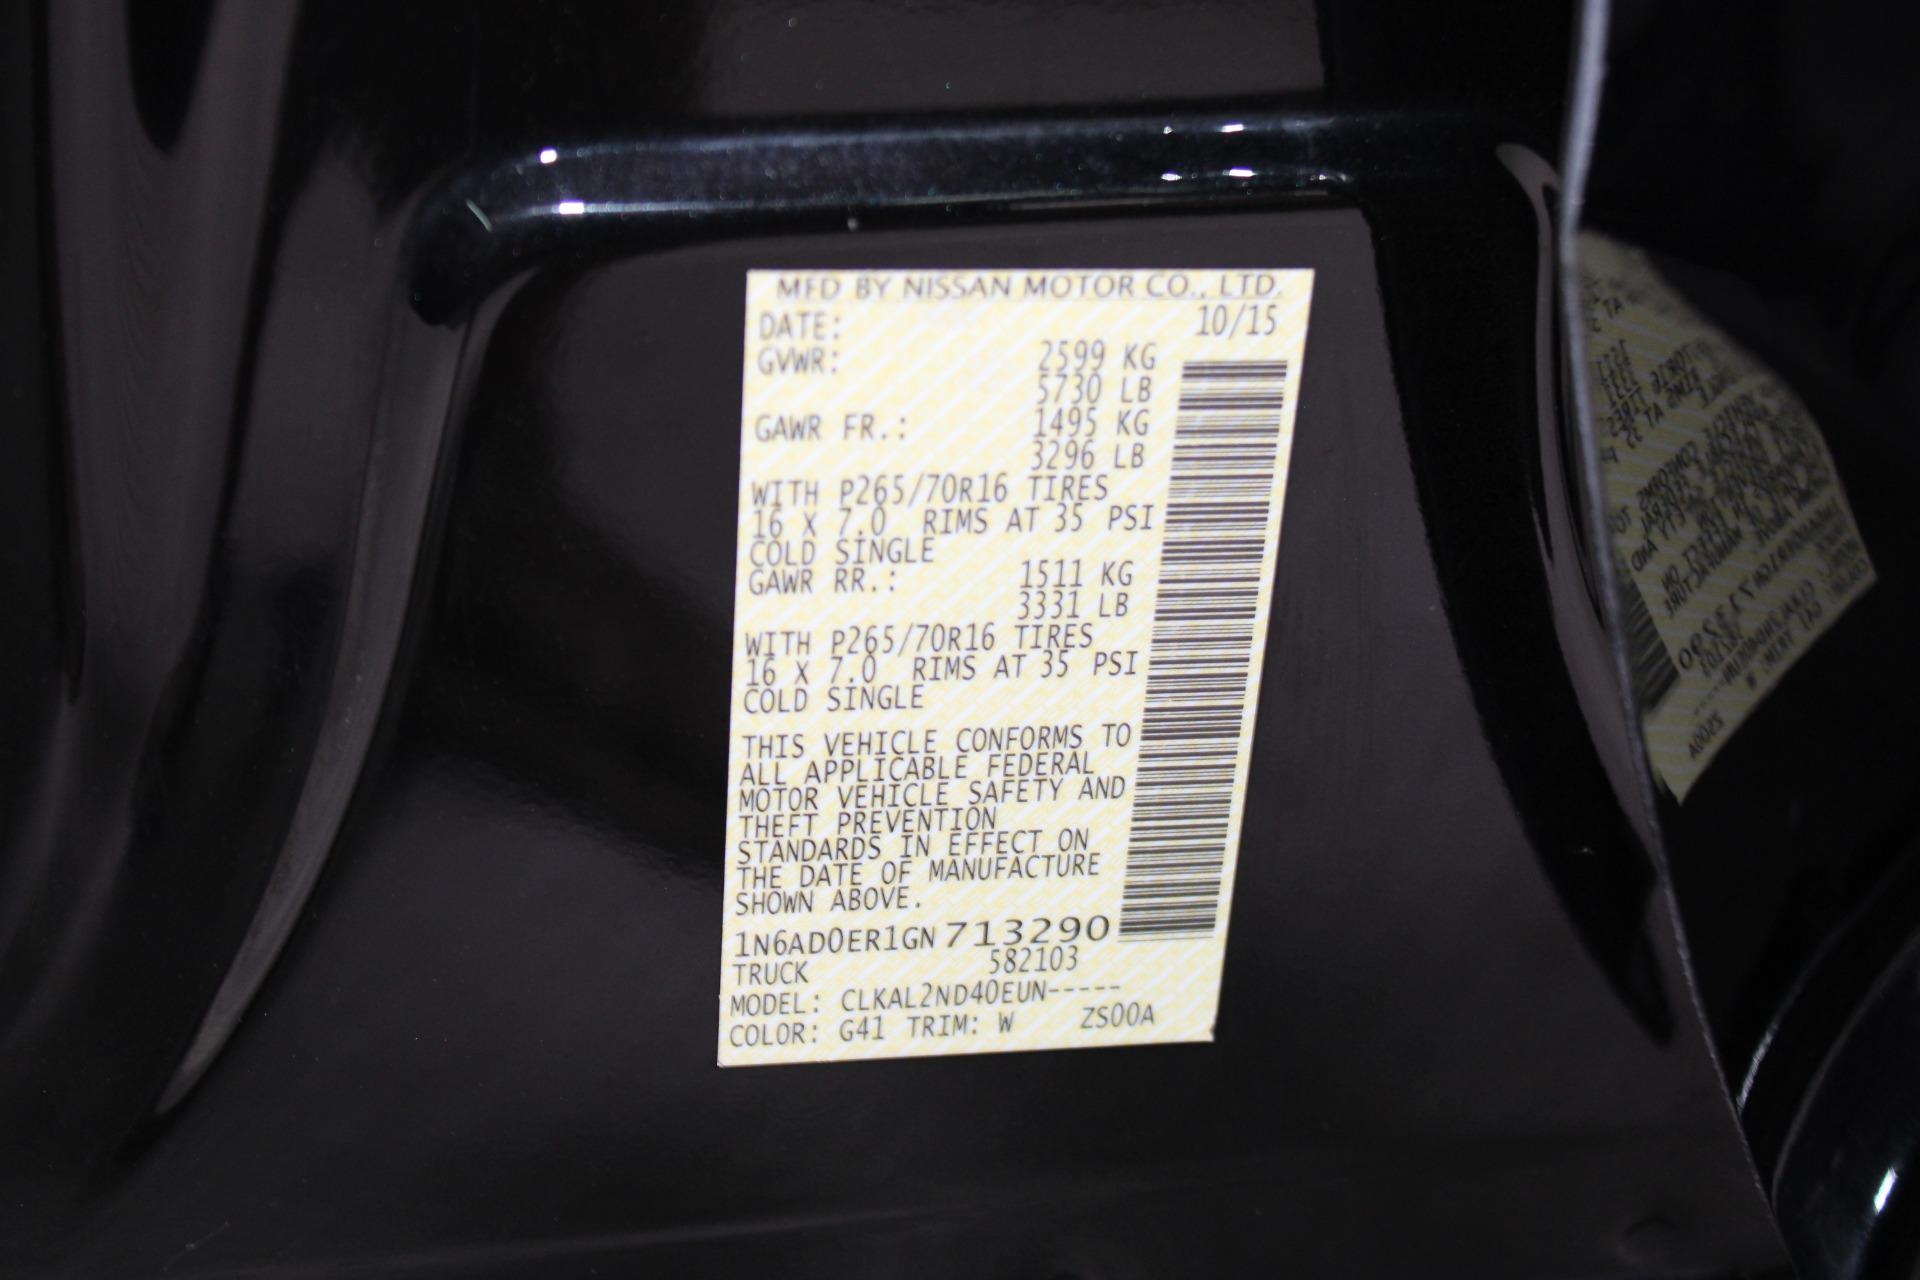 MFD BY NISSAN MOTOR CO., LTD.
DATE: 10/15
GVWR: 2599 KG
5730 LB
GAWR FR.: 1495 KG
3296 LB
WITH P265/70R16 TIRES
16 X 7.0 RIMS AT 35 PSI
COLD SINGLE
GAWR RR.: 1511 KG
3331 LB
WITH P265/70R16 TIRES
16 X 7.0 RIMS AT 35 PSI
COLD SINGLE
THIS VEHICLE CONFORMS TO
ALL APPLICABLE FEDERAL
MOTOR VEHICLE SAFETY AND
THEFT PREVENTION
STANDARDS IN EFFECT ON
THE DATE OF MANUFACTURE
SHOWN ABOVE.
1N6AD0ER1GN713290
TRUCK 582103
MODEL: CLKAL2ND40EUN-----
COLOR: G41 TRIM: W ZS00A